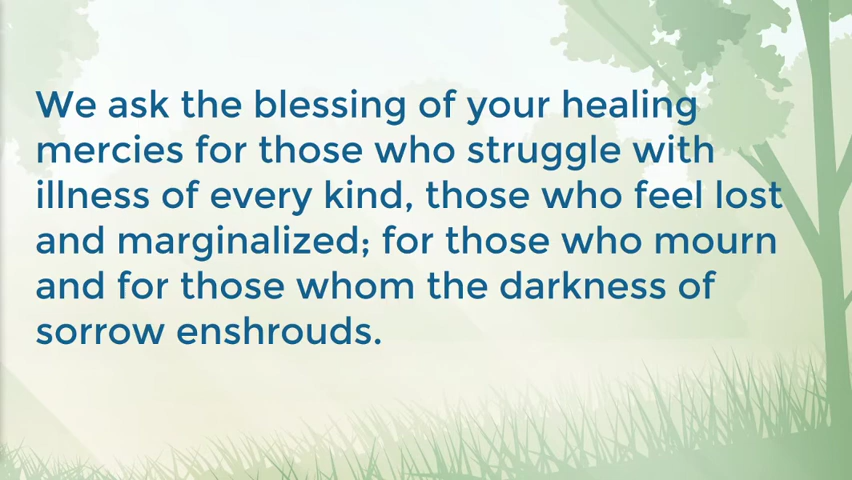 We ask the blessing of your healing
mercies for those who struggle with
illness of every kind, those who feel lost
and marginalized; for those who mourn
and for those whom the darkness of
sorrow enshrouds.